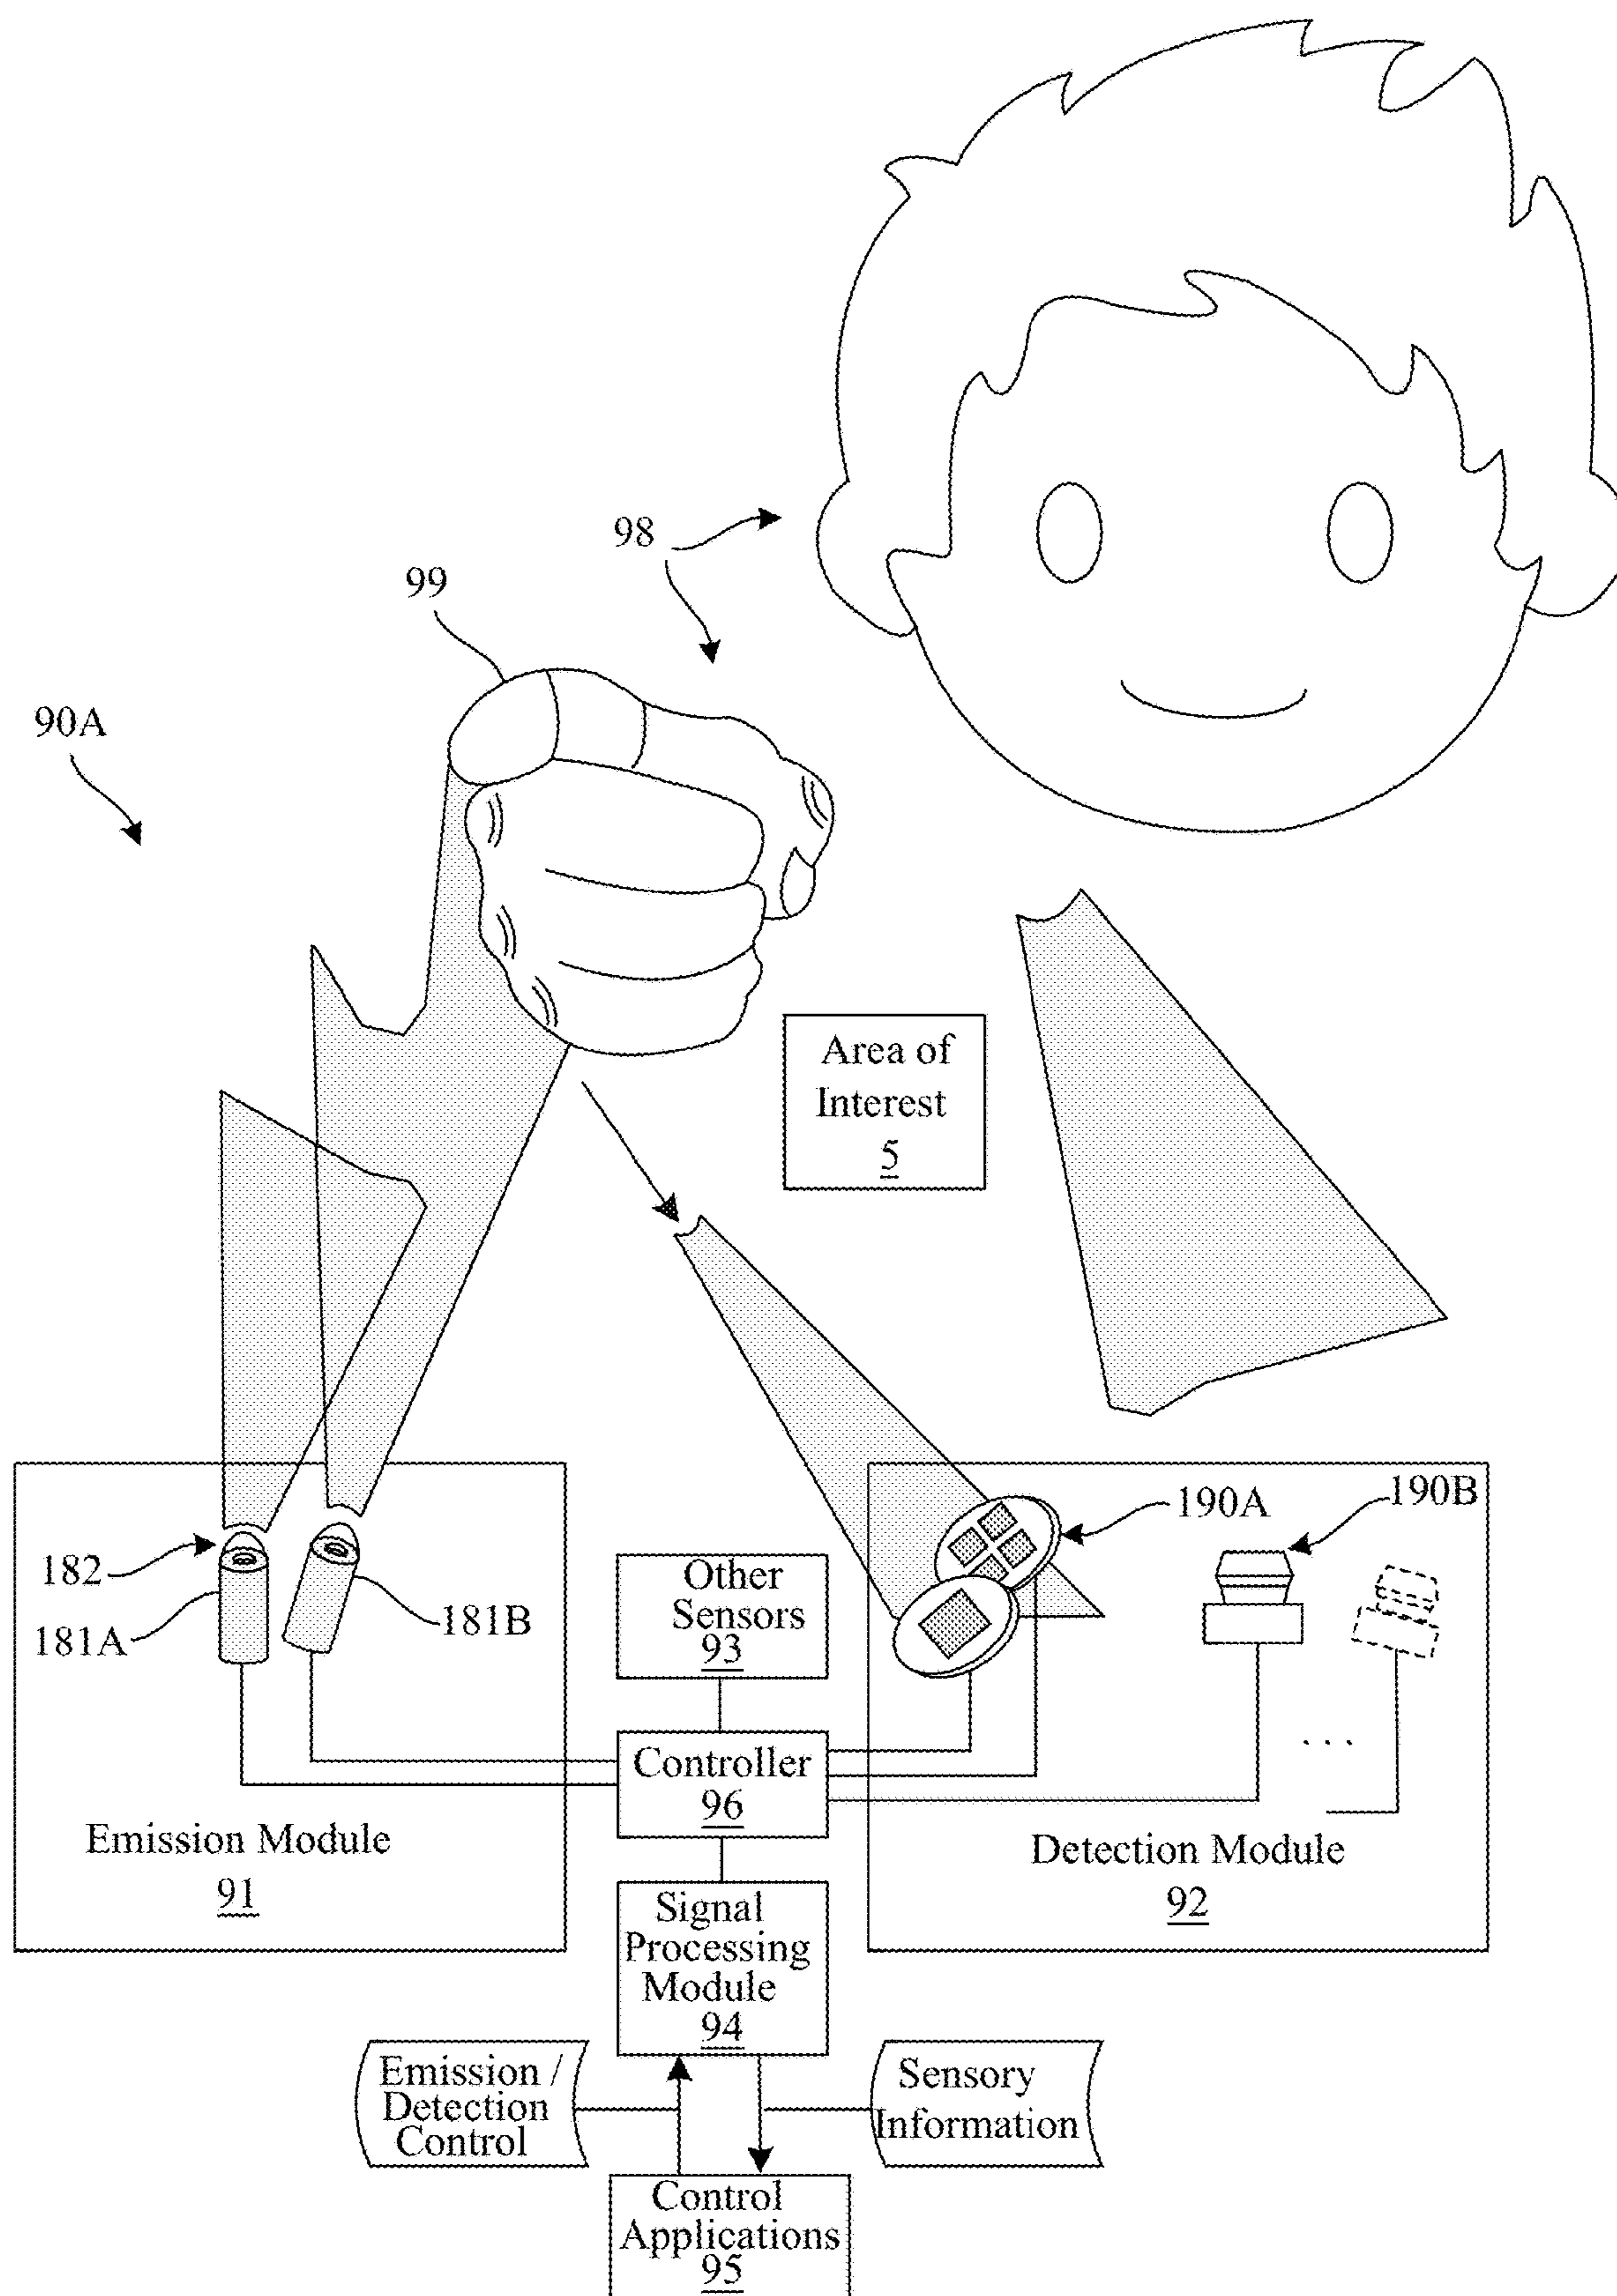 98
99
90A
Area of
Interest
5
190A
190B
182
181A
181B
Other
Sensors
93
Controller
96
Emission Module
91
Detection Module
92
. . .
Signal
Processing
Module
94
Emission /
Detection
Control
Sensory
Information
Control
Applications
95